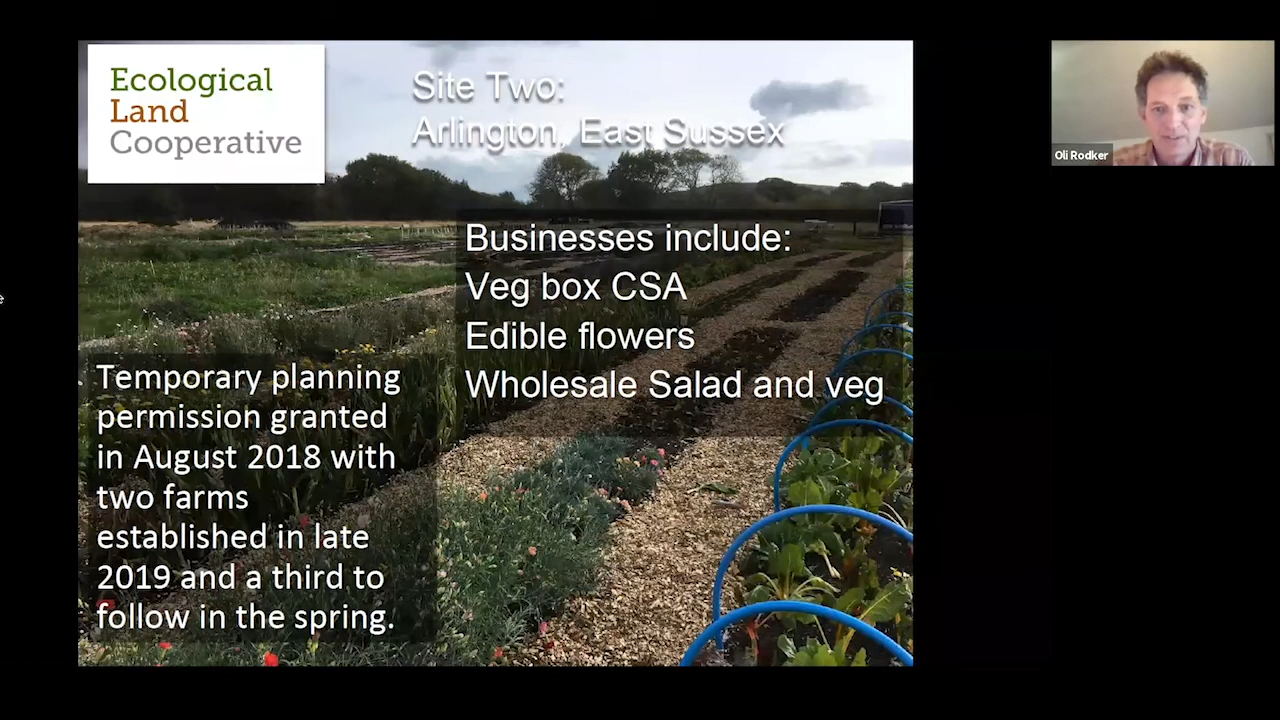 Ecological
Land
Cooperative
Site Two:
Arlington, East Sussex
Businesses include:
Veg box CSA
Edible flowers
Wholesale Salad and veg
Temporary planning
permission granted
in August 2018 with
two farms
established in late
2019 and a third to
follow in the spring.
Oli Rodker